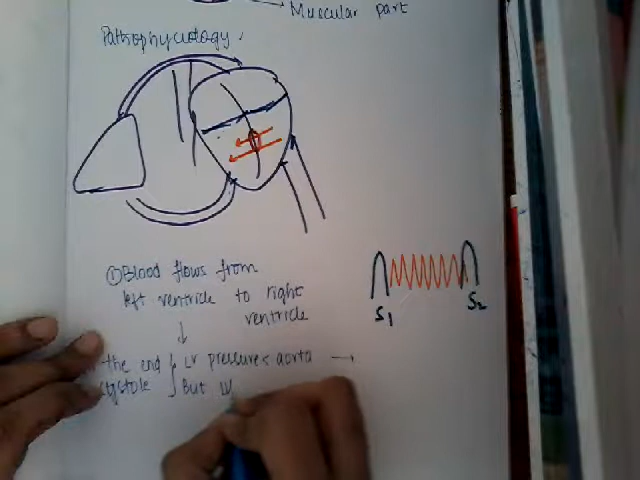 Muscular part
Pathophysiology.
① Blood flows from
left ventricle to right
ventricle
S1
S2
the end
LV pressure < aorta
systole
But LV